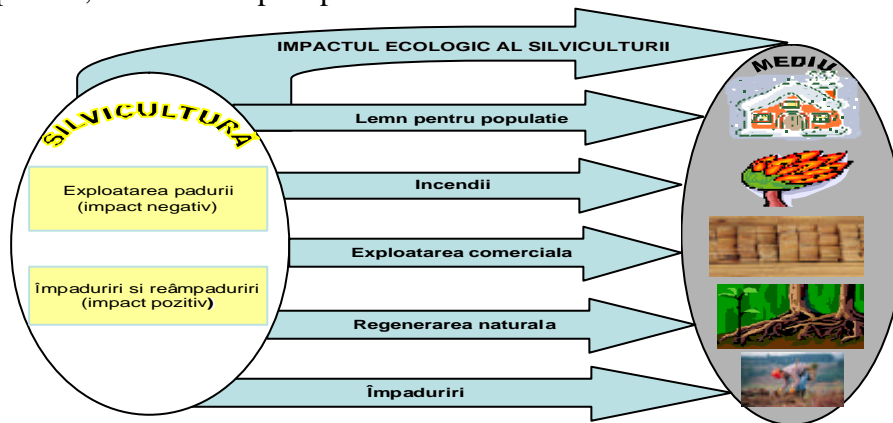 IMPACTUL ECOLOGIC AL SILVICULTURII
MEDIU
SILVICULTURA
Lemn pentru populatie
Exploatarea padurii
(impact negativ)
Incendii
Exploatarea comerciala
Împaduriri si reâmpaduriri
(impact pozitiv)
Regenerarea naturala
Împaduriri